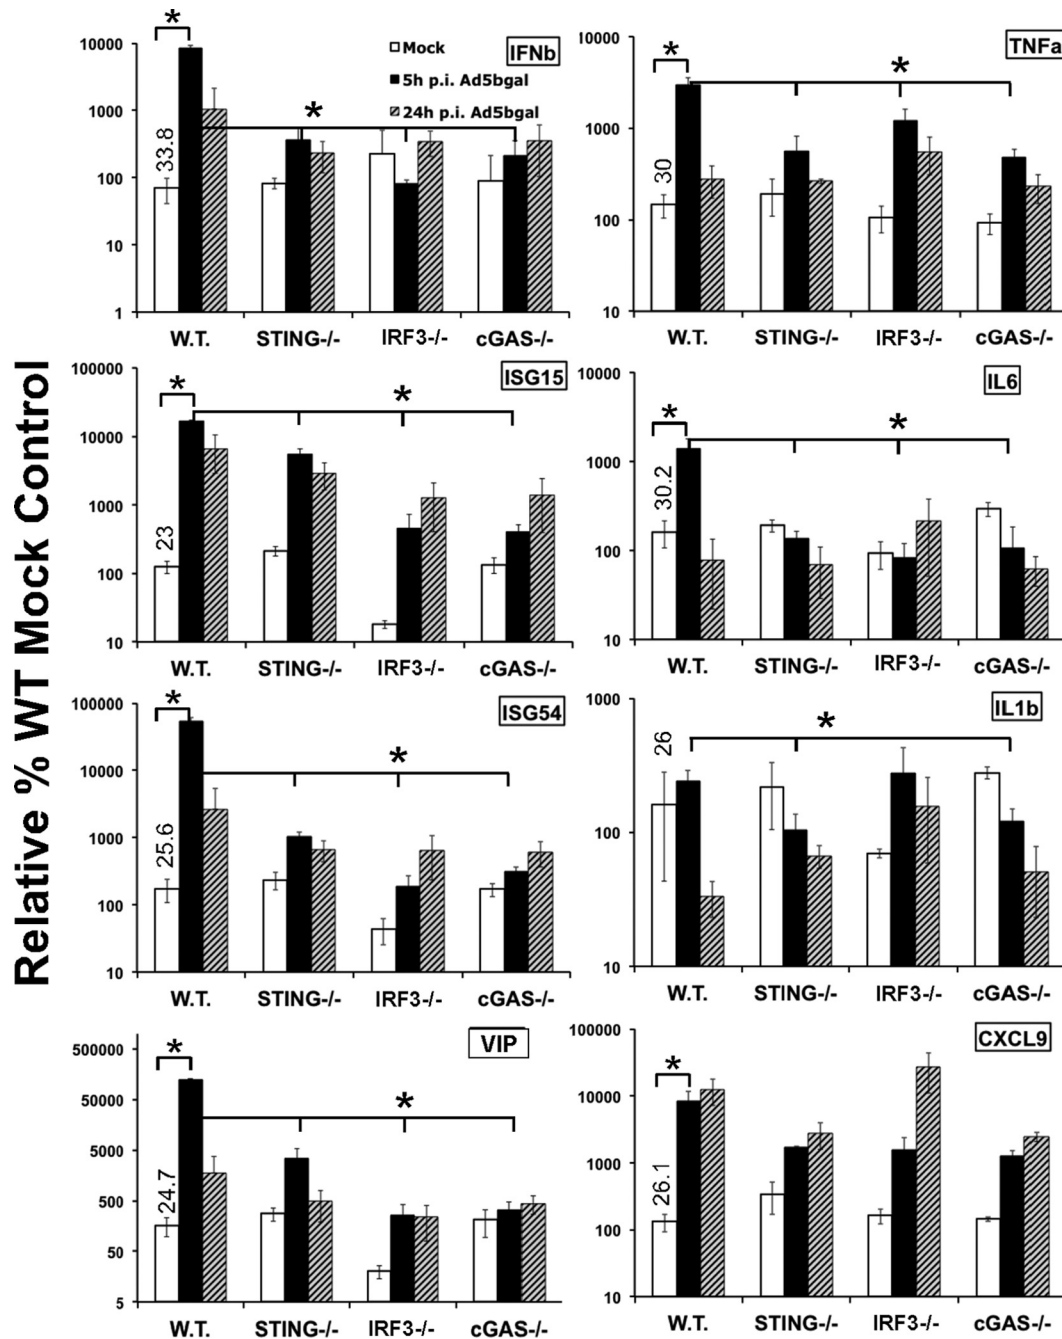 Relative % WT Mock Control
*
10000
1000
100
10
1
33.8
Mock
5h p.i. Ad5bgal
24h p.i. Ad5bgal
IFNb
*
W.T. STING-/- IRF3-/- cGAS-/-
10000
1000
100
10
*
30
*
TNFa
W.T. STING-/- IRF3-/- cGAS-/-
100000
10000
1000
100
10
*
23
*
ISG15
W.T. STING-/- IRF3-/- cGAS-/-
10000
1000
100
10
*
30.2
*
IL6
W.T. STING-/- IRF3-/- cGAS-/-
100000
10000
1000
100
10
*
25.6
*
ISG54
W.T. STING-/- IRF3-/- cGAS-/-
1000
100
10
26
*
IL1b
W.T. STING-/- IRF3-/- cGAS-/-
500000
50000
5000
500
50
5
*
24.7
*
VIP
W.T. STING-/- IRF3-/- cGAS-/-
100000
10000
1000
100
10
*
26.1
CXCL9
W.T. STING-/- IRF3-/- cGAS-/-